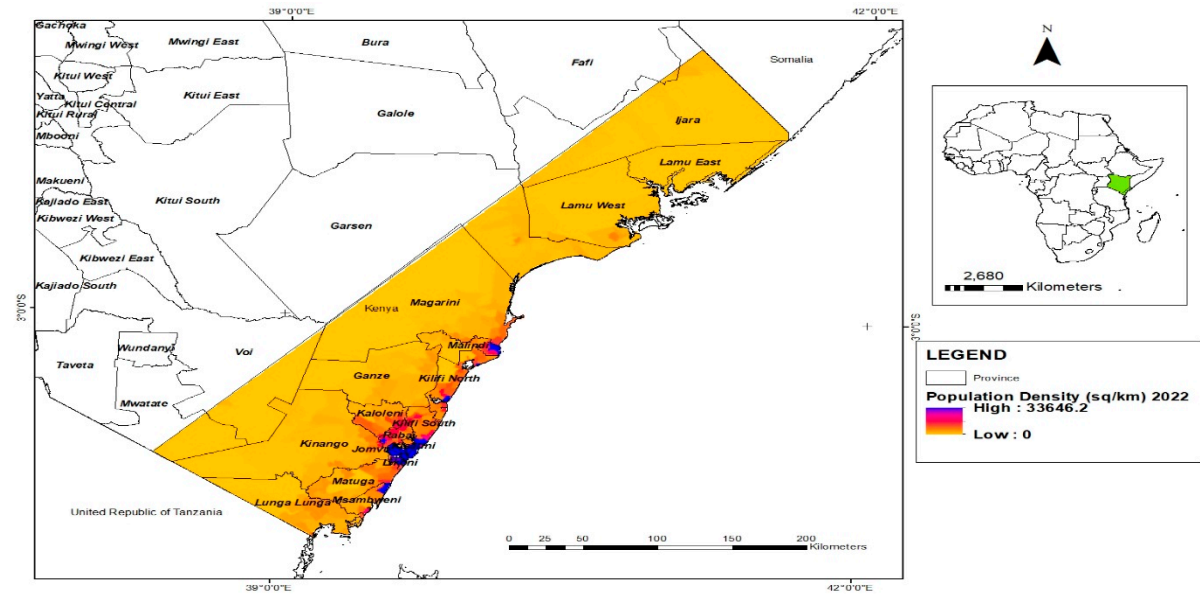 39°0'0"E
42°0'0"E
Gachoka
Mwingi West
Mwingi East
Bura
Fafi
Somalia
Kitui West
Yatta
Kitui Central
Kitui East
Kitui Rural
Galole
Ijara
Mbooni
Lamu East
Makueni
Kajiado East
Kitui South
Lamu West
Kibwezi West
Garsen
Kibwezi East
Kajiado South
3°0'0"S
Kenya
Magarini
3°0'0"S
Wundanyi
Voi
Malindi
Taveta
Ganze
Kilifi North
Mwatate
Kaloleni
Kilifi South
Rabai
Kinango
Jomvu
Likoni
Matuga
Lunga Lunga
Msambweni
United Republic of Tanzania
0 25 50 100 150 200
Kilometers
39°0'0"E
42°0'0"E
N
2,680
Kilometers
LEGEND
Province
Population Density (sq/km) 2022
High : 33646.2
Low : 0